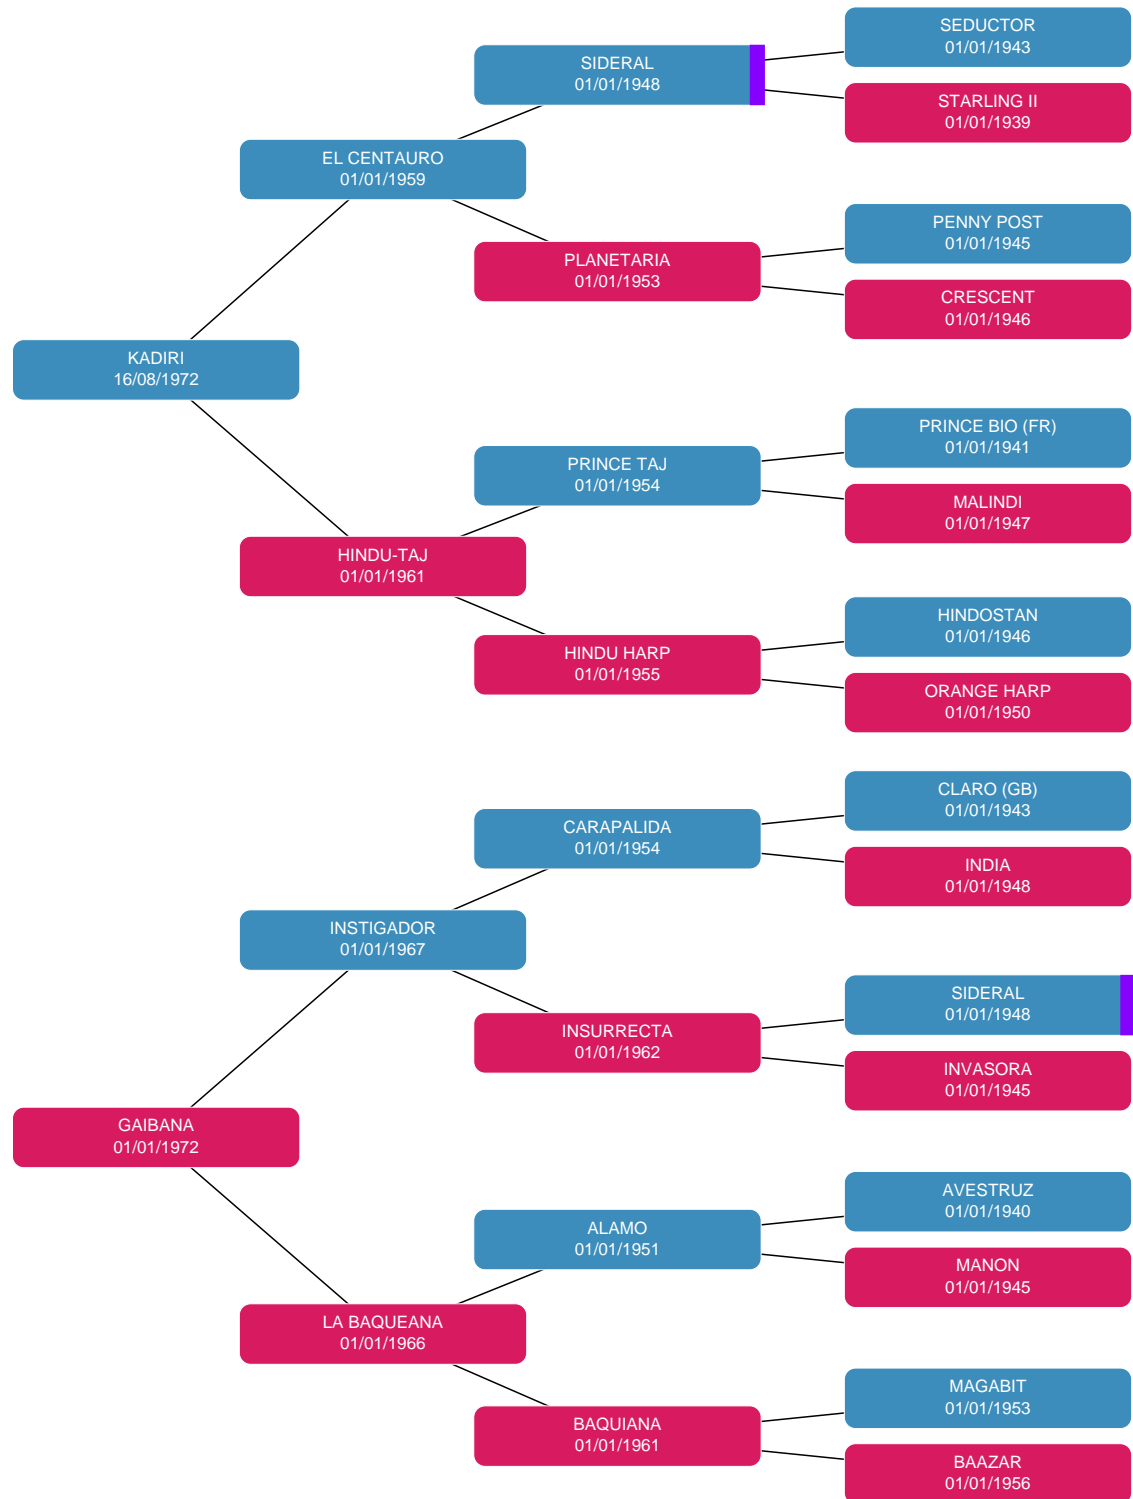 SEDUCTOR
01/01/1943
SIDERAL
01/01/1948
STARLING II
01/01/1939
EL CENTAURO
01/01/1959
PENNY POST
01/01/1945
PLANETARIA
01/01/1953
CRESCENT
01/01/1946
KADIRI
16/08/1972
PRINCE BIO (FR)
01/01/1941
PRINCE TAJ
01/01/1954
MALINDI
01/01/1947
HINDU-TAJ
01/01/1961
HINDOSTAN
01/01/1946
HINDU HARP
01/01/1955
ORANGE HARP
01/01/1950
CLARO (GB)
01/01/1943
CARAPALIDA
01/01/1954
INDIA
01/01/1948
INSTIGADOR
01/01/1967
SIDERAL
01/01/1948
INSURRECTA
01/01/1962
INVASORA
01/01/1945
GAIBANA
01/01/1972
AVESTRUZ
01/01/1940
ALAMO
01/01/1951
MANON
01/01/1945
LA BAQUEANA
01/01/1966
MAGABIT
01/01/1953
BAQUIANA
01/01/1961
BAAZAR
01/01/1956